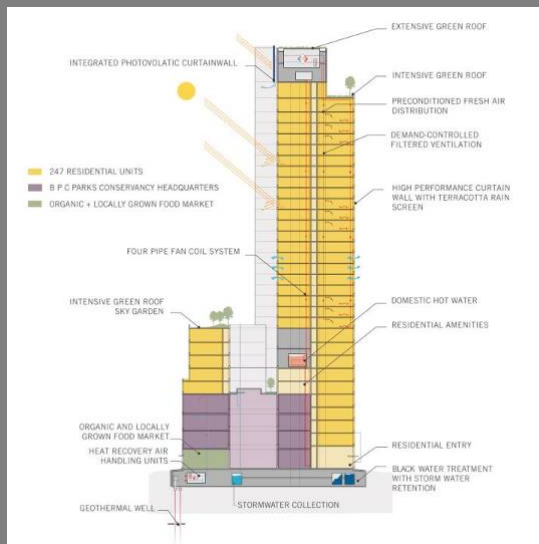 EXTENSIVE GREEN ROOF
INTEGRATED PHOTOVOLATIC CURTAINWALL
INTENSIVE GREEN ROOF
PRECONDITIONED FRESH AIR
DISTRIBUTION
DEMAND-CONTROLLED
FILTERED VENTILATION
247 RESIDENTIAL UNITS
B P C PARKS CONSERVANCY HEADQUARTERS
ORGANIC + LOCALLY GROWN FOOD MARKET
HIGH PERFORMANCE CURTAIN
WALL WITH TERRACOTTA RAIN
SCREEN
FOUR PIPE FAN COIL SYSTEM
INTENSIVE GREEN ROOF
SKY GARDEN
DOMESTIC HOT WATER
RESIDENTIAL AMENITIES
ORGANIC AND LOCALLY
GROWN FOOD MARKET
HEAT RECOVERY AIR
HANDLING UNITS
RESIDENTIAL ENTRY
BLACK WATER TREATMENT
WITH STORM WATER
RETENTION
STORMWATER COLLECTION
GEOTHERMAL WELL